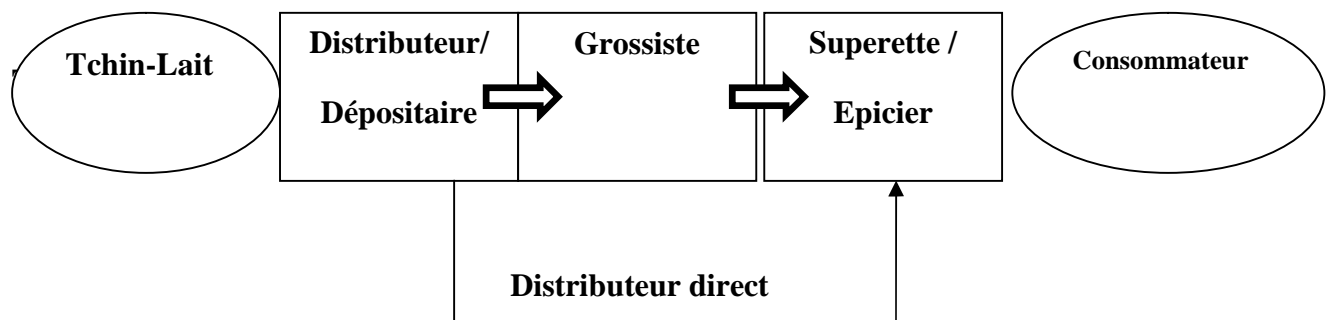 Tchin-Lait
Distributeur/
Dépositaire
Grossiste
Superette /
Epicier
Consommateur
Distributeur direct